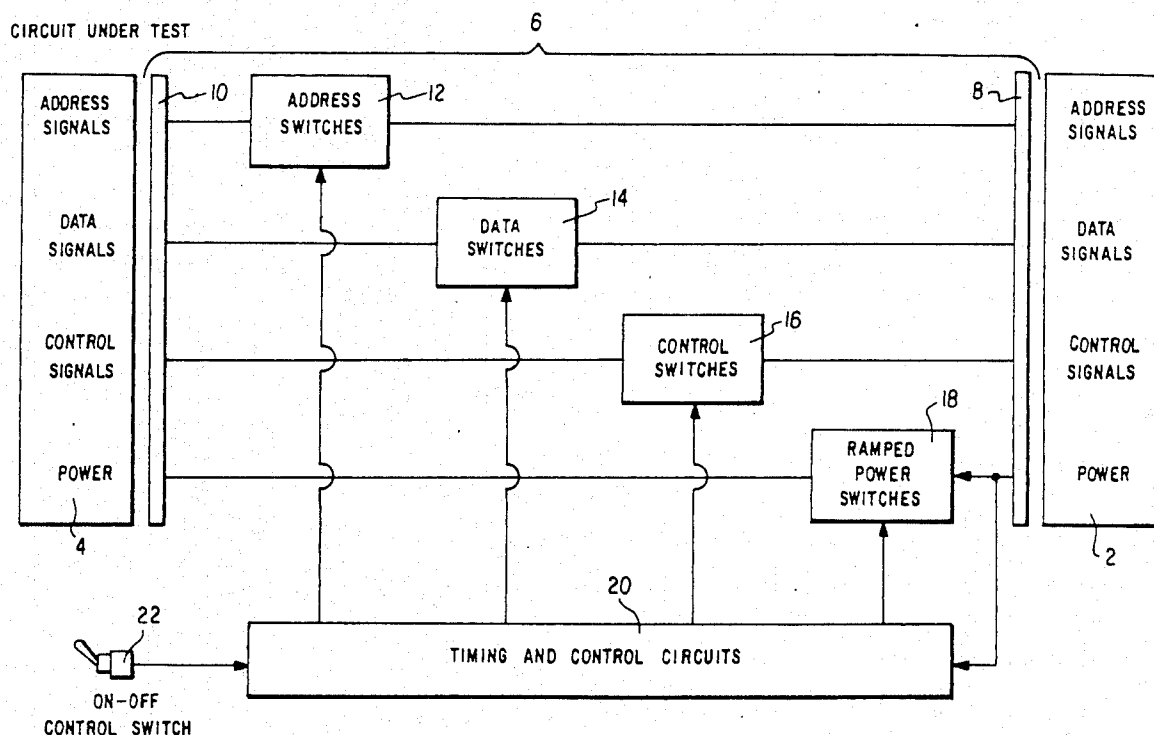 CIRCUIT UNDER TEST
6
ADDRESS
SIGNALS
10
ADDRESS
SWITCHES
12
8
ADDRESS
SIGNALS
DATA
SIGNALS
DATA
SWITCHES
14
DATA
SIGNALS
CONTROL
SIGNALS
CONTROL
SWITCHES
16
CONTROL
SIGNALS
POWER
4
RAMPED
POWER
SWITCHES
18
POWER
2
20
TIMING AND CONTROL CIRCUITS
22
ON-OFF
CONTROL SWITCH